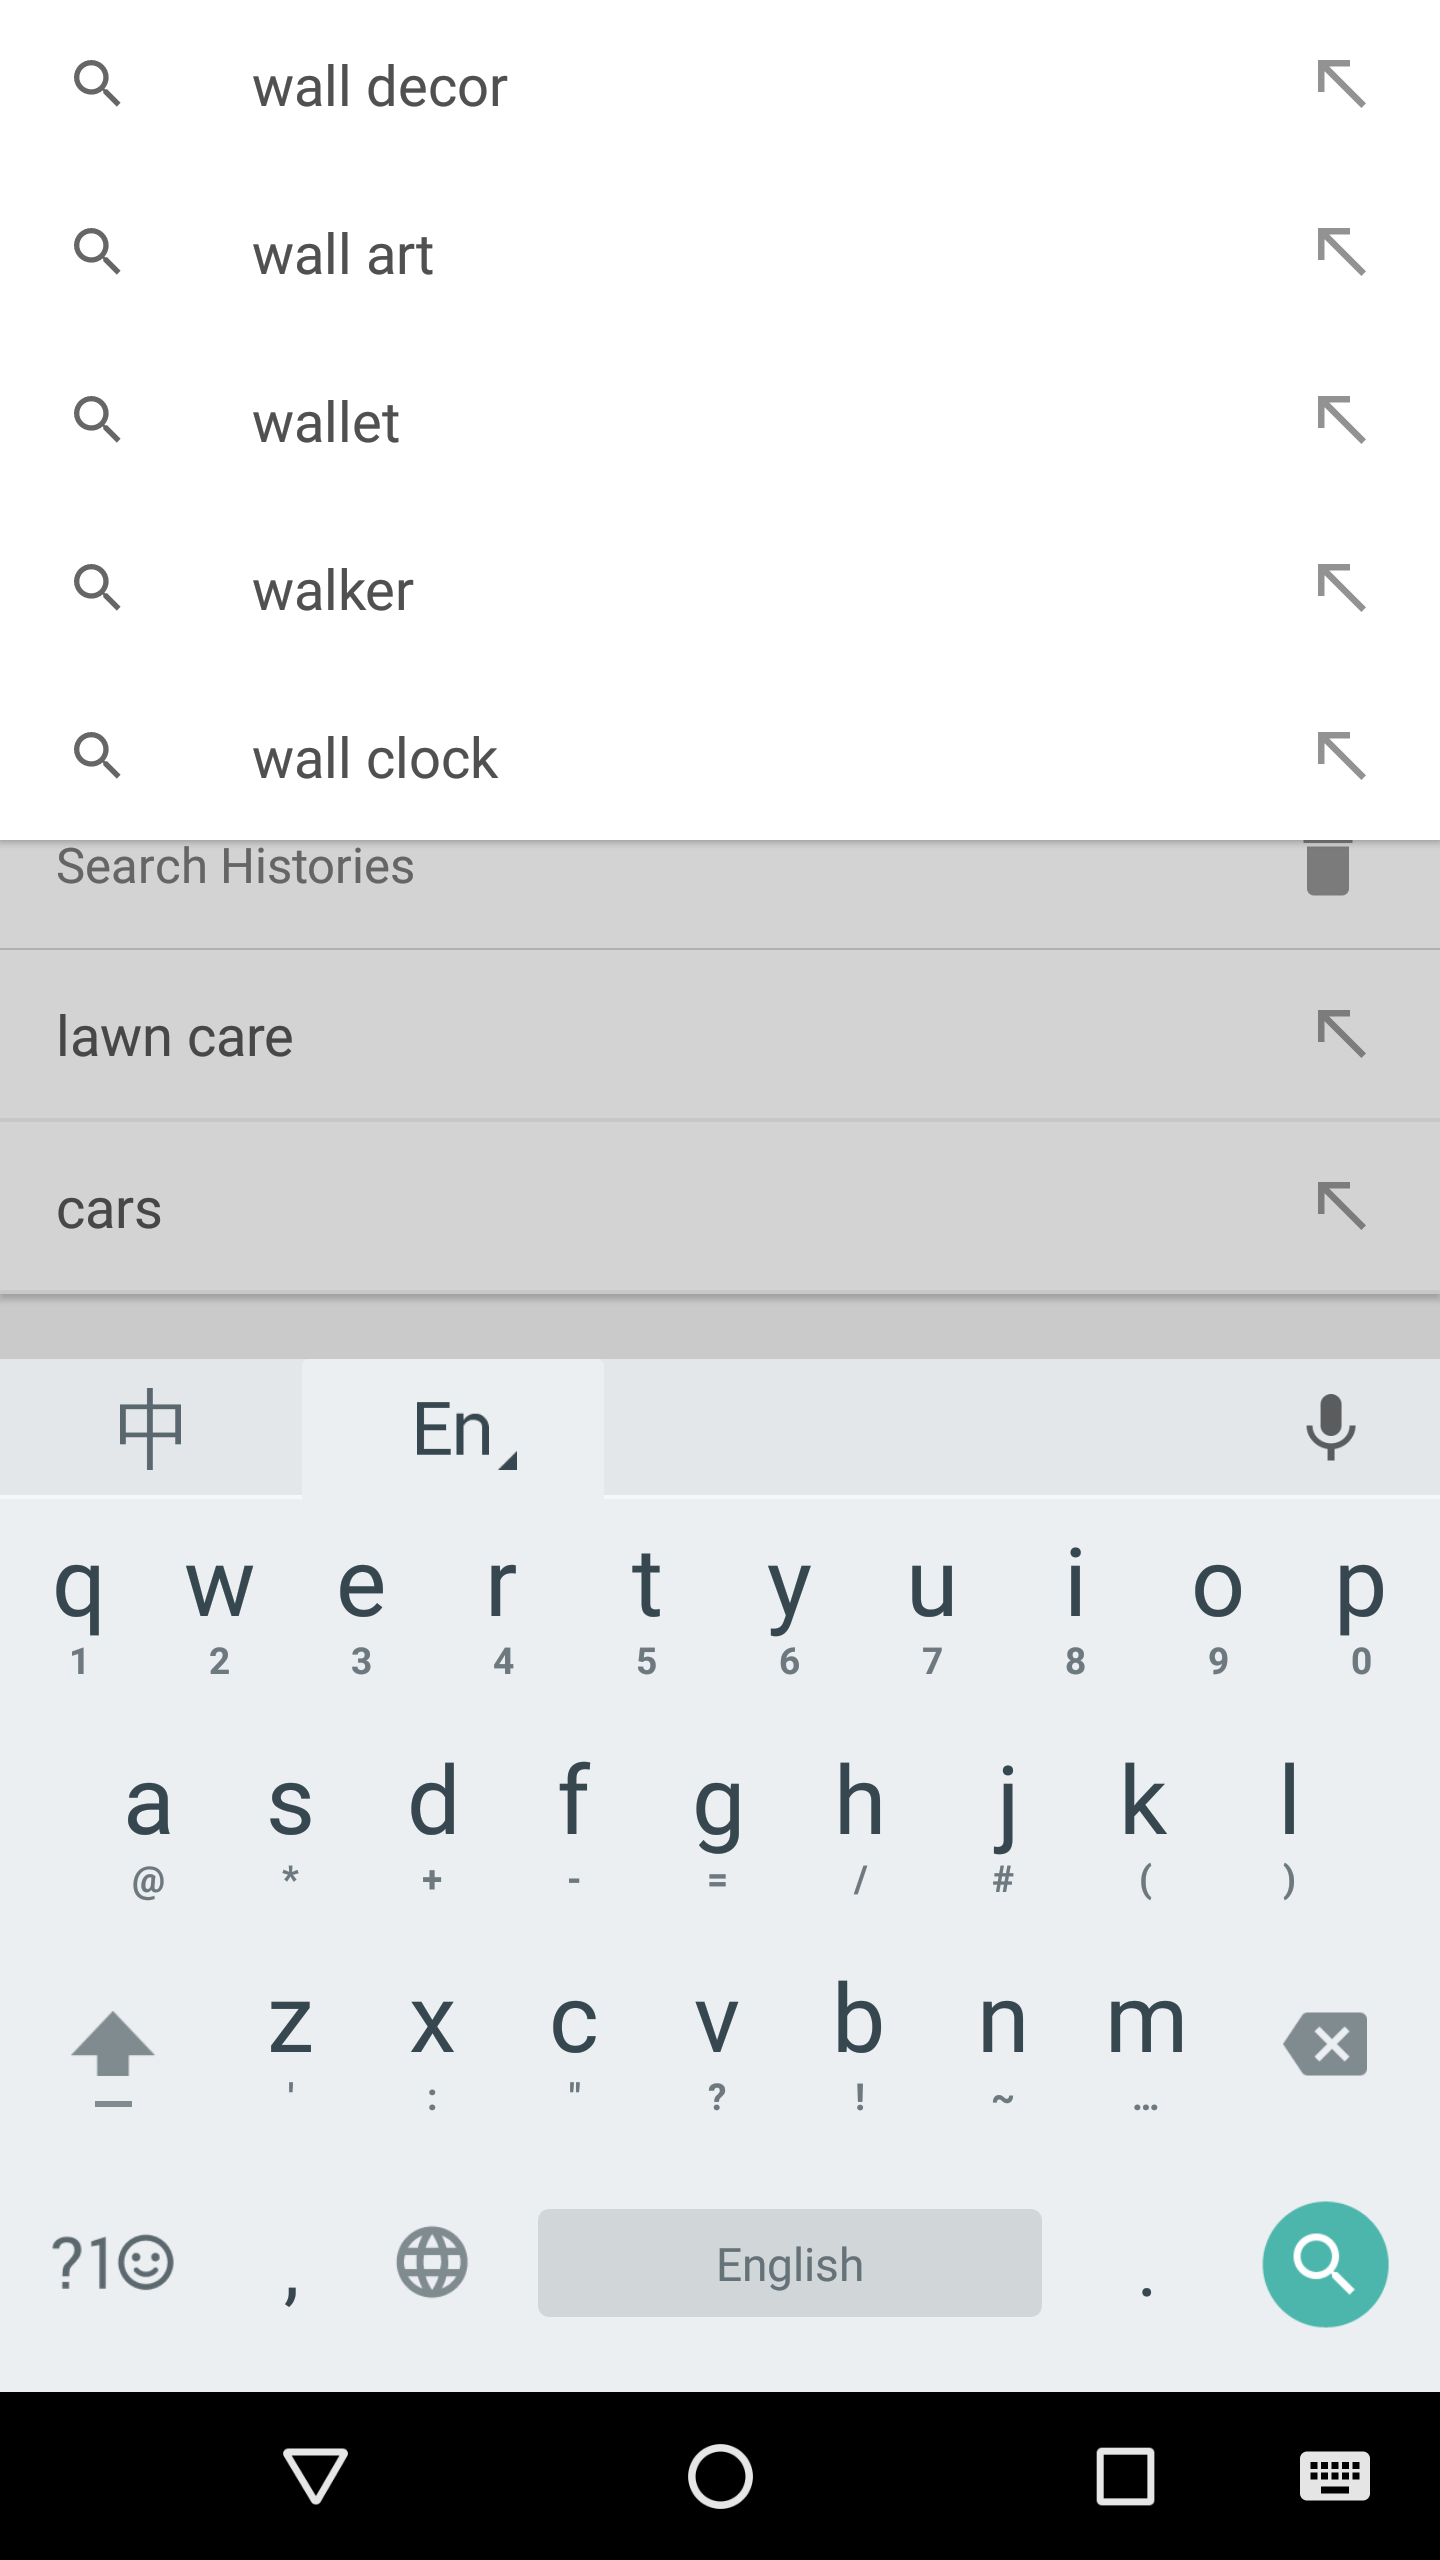 wall decor
wall art
wallet
walker
wall clock
Search Histories
lawn care
cars
中 En
q w e r t y u i o p
1 2 3 4 5 6 7 8 9 0
a s d f g h j k l
@ * + - = / # ( )
z x c v b n m
' : " ? ! ~ …
?1☺ , English .